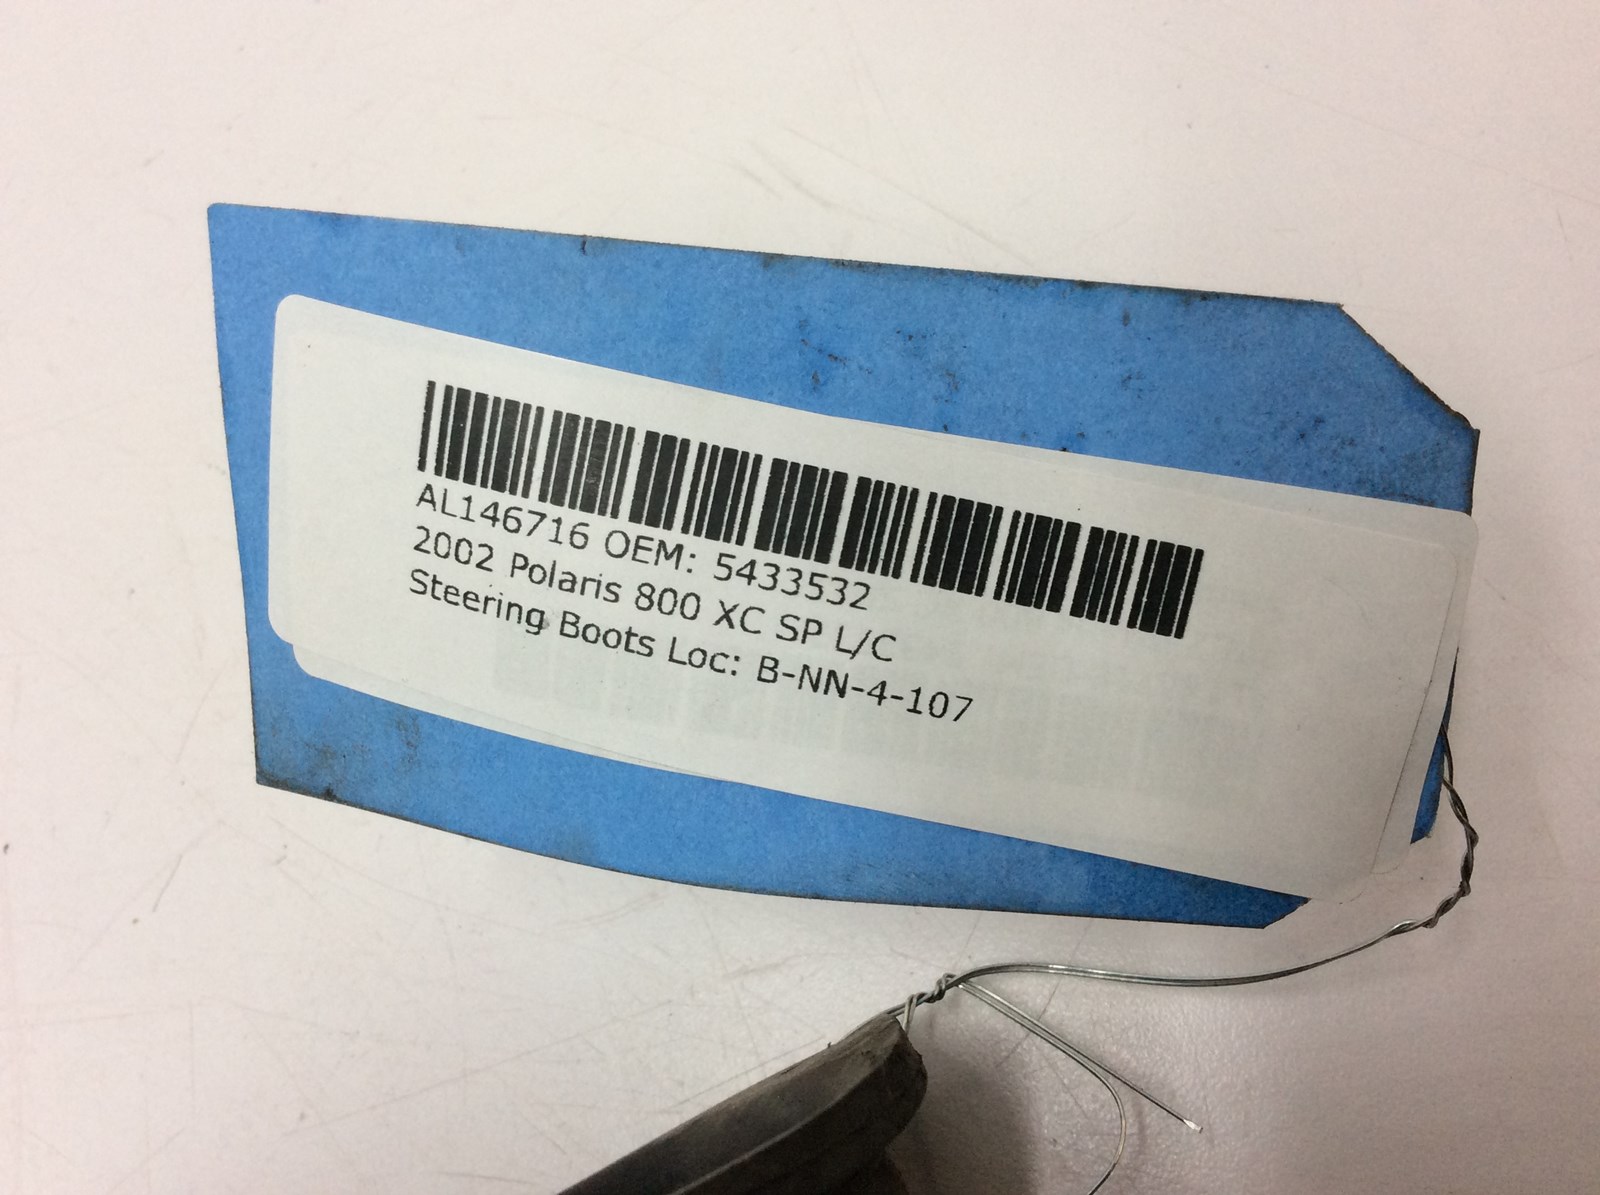 AL146716 OEM: 5433532
2002 Polaris 800 XC SP L/C
Steering Boots Loc: B-NN-4-107